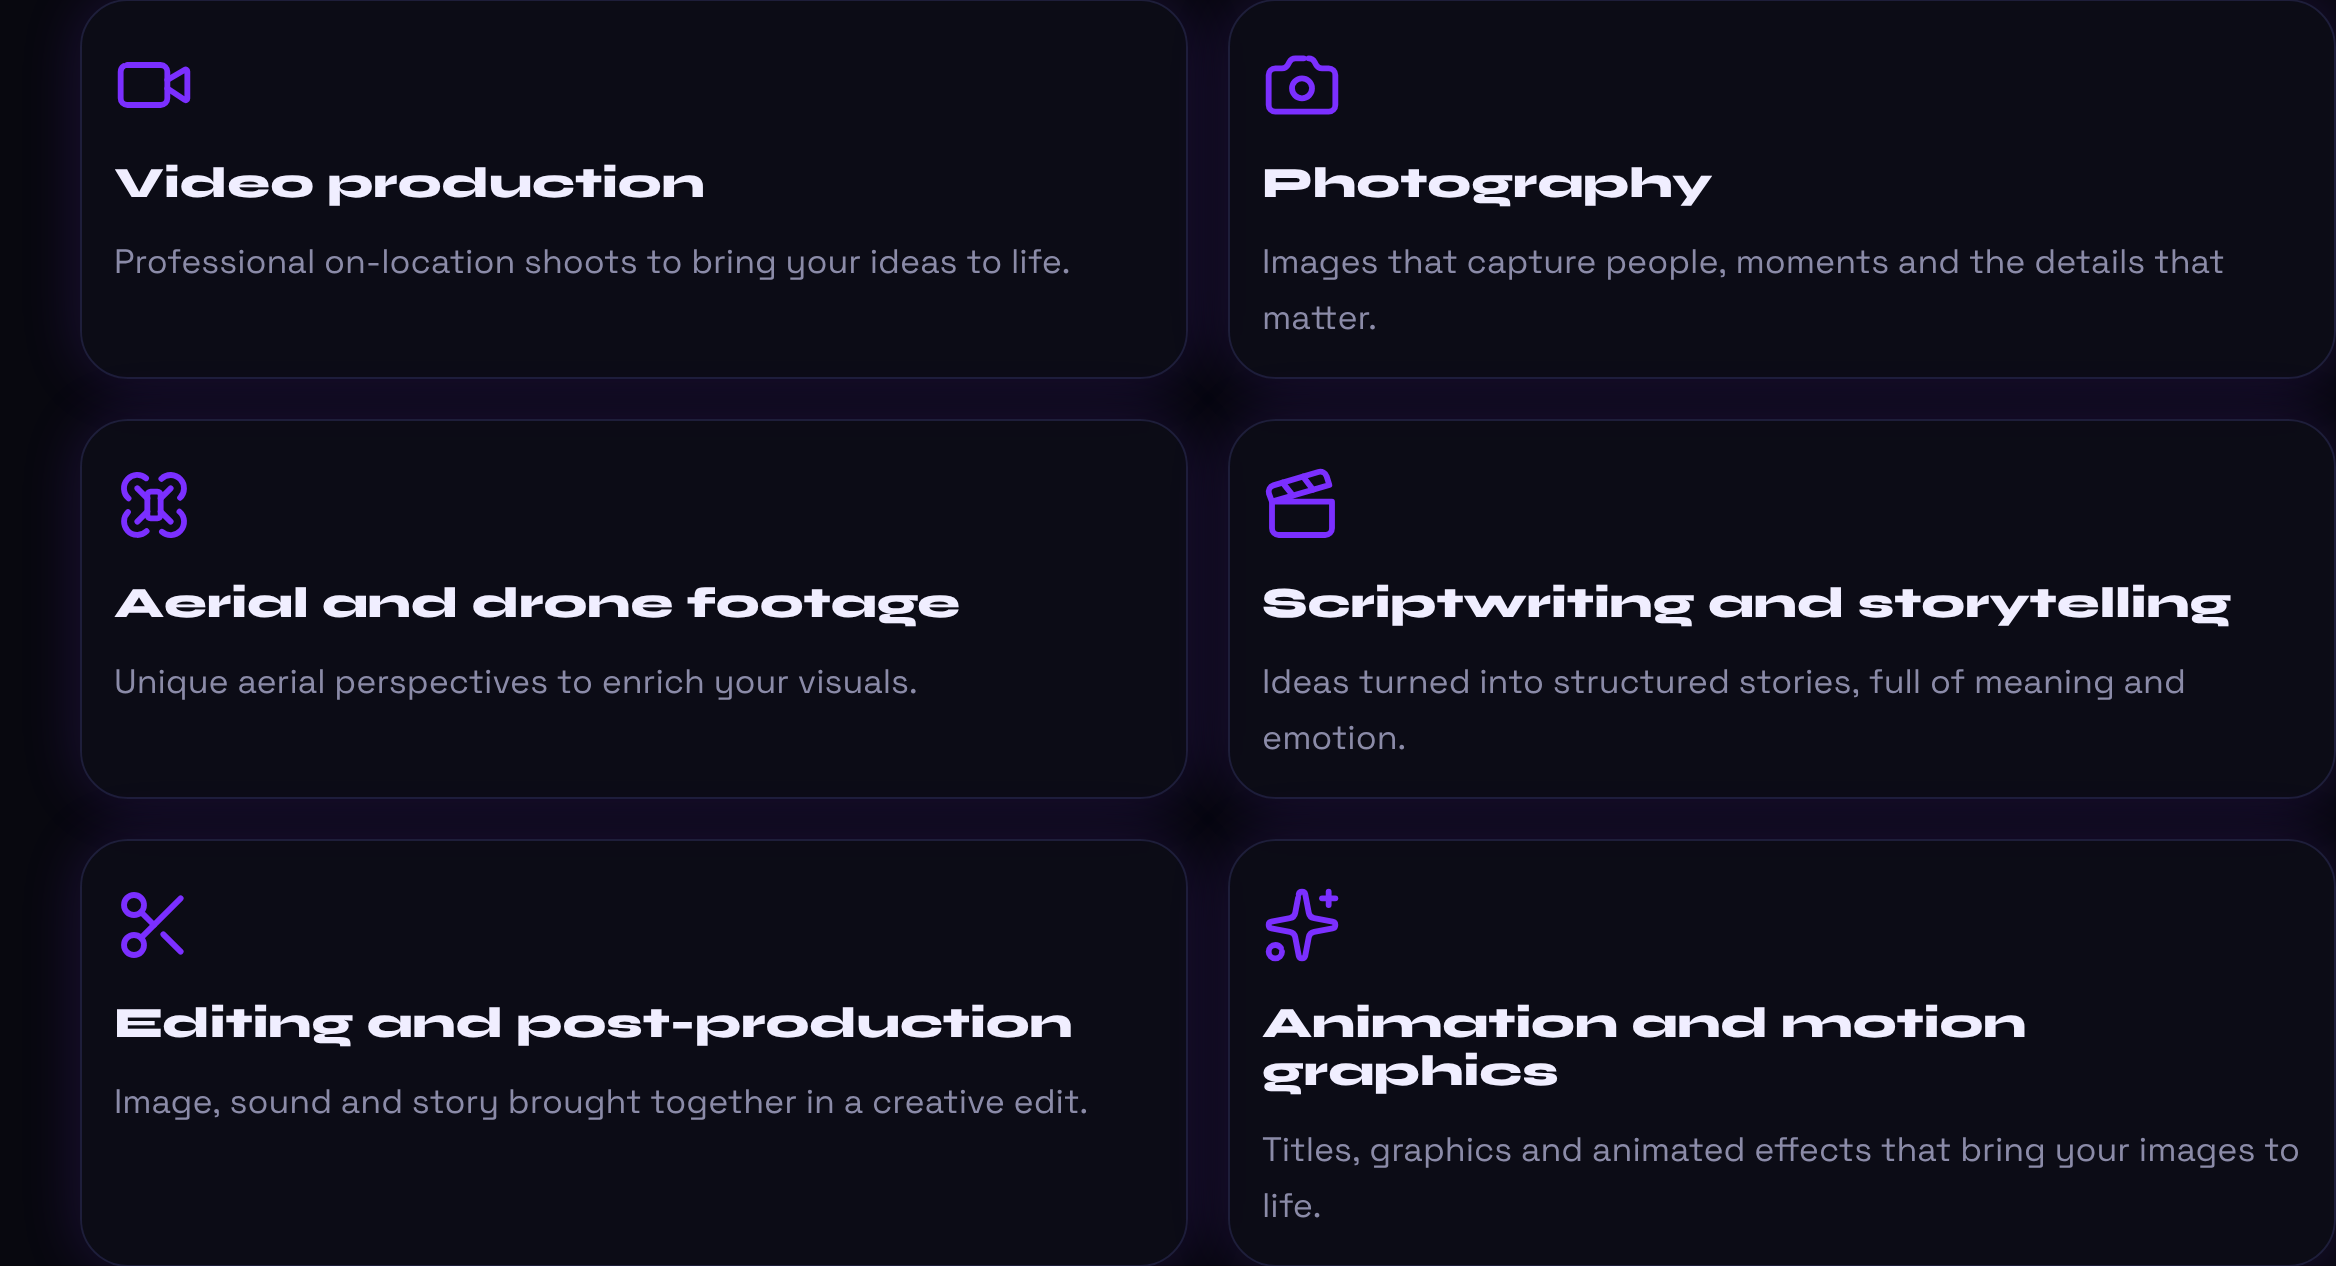 Video production
Professional on-location shoots to bring your ideas to life.
Photography
Images that capture people, moments and the details that
matter.
Aerial and drone footage
Unique aerial perspectives to enrich your visuals.
Scriptwriting and storytelling
Ideas turned into structured stories, full of meaning and
emotion.
Editing and post-production
Image, sound and story brought together in a creative edit.
Animation and motion
graphics
Titles, graphics and animated effects that bring your images to
life.